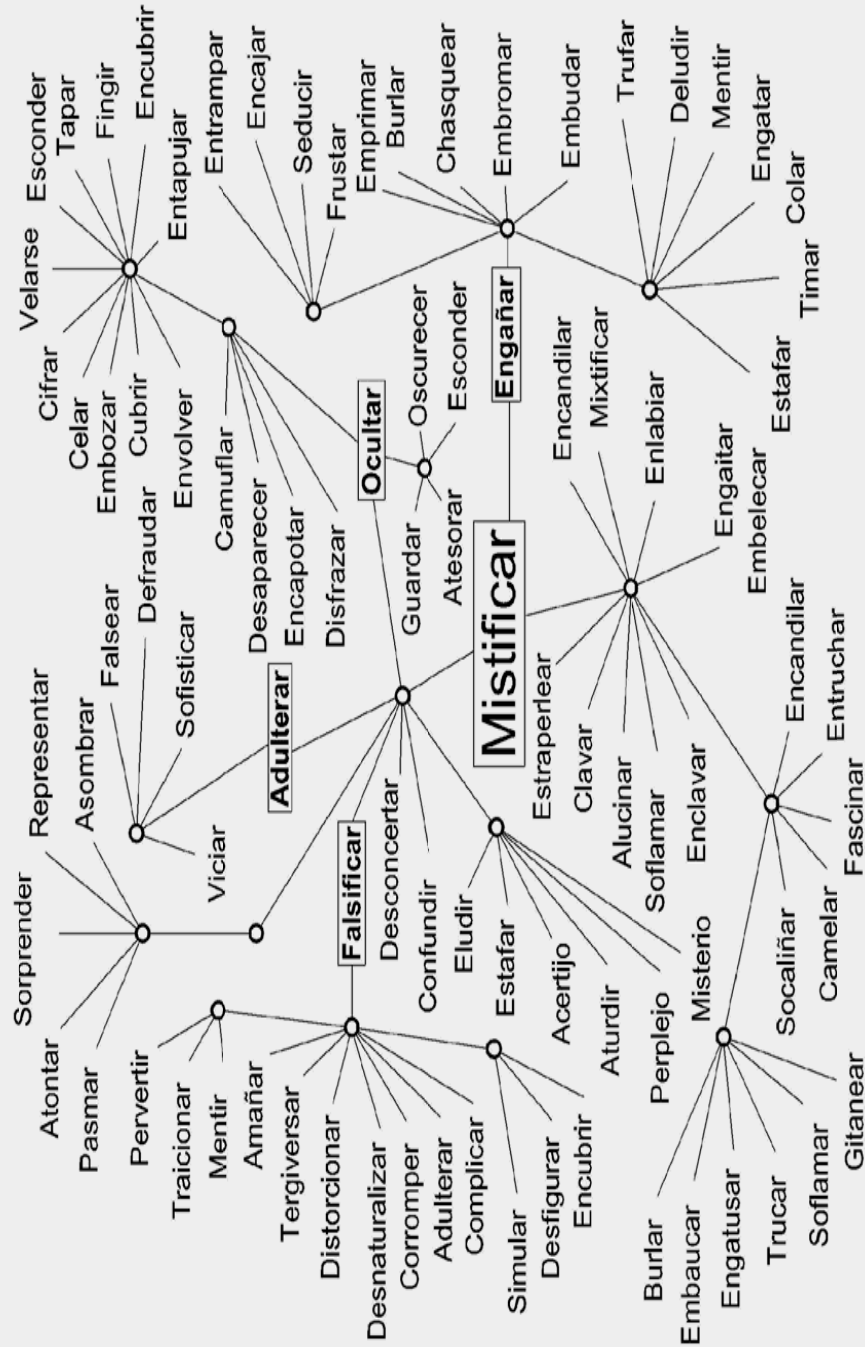 Sorprender
Representar
Atontar
Asombrar
Pasmar
Falsear
Defraudar
Sofisticar
Viciar
Adulterar
Velarse
Esconder
Tapar
Fingir
Encubrir
Entapujar
Cifrar
Celar
Embozar
Cubrir
Envolver
Camuflar
Desaparecer
Encapotar
Disfrazar
Ocultar
Oscurecer
Esconder
Guardar
Atesorar
Entrampar
Encajar
Seducir
Frustar
Emprimar
Burlar
Chasquear
Embromar
Embudar
Engañar
Trufar
Deludir
Mentir
Engatar
Colar
Timar
Estafar
Pervertir
Traicionar
Mentir
Amañar
Tergiversar
Distorcionar
Desnaturalizar
Corromper
Adulterar
Complicar
Falsificar
Simular
Desfigurar
Encubrir
Desconcertar
Confundir
Eludir
Estafar
Acertijo
Aturdir
Perplejo
Misterio
Mistificar
Encandilar
Mixtificar
Enlabiar
Engaitar
Embelecar
Estraperlear
Clavar
Alucinar
Soflamar
Enclavar
Encandilar
Entruchar
Fascinar
Camelar
Socaliñar
Burlar
Embaucar
Engatusar
Trucar
Soflamar
Gitanear